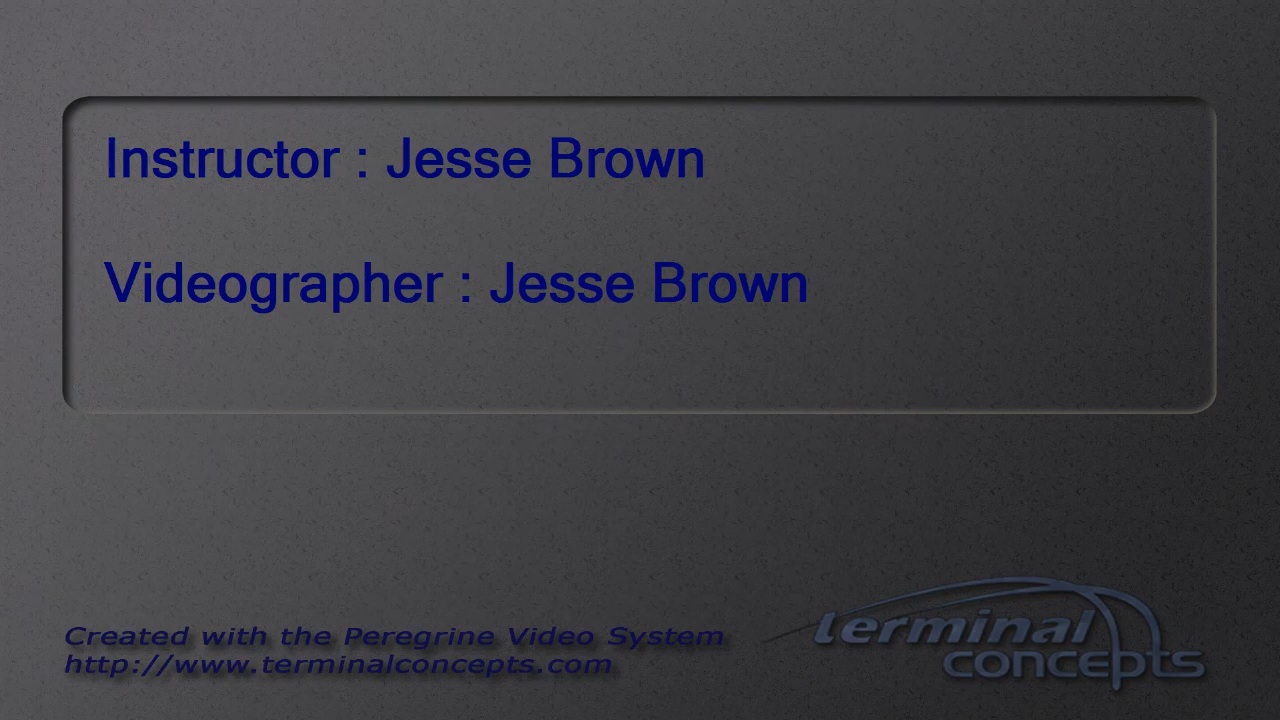 Instructor : Jesse Brown
Videographer : Jesse Brown
Created with the Peregrine Video System
http://www.terminalconcepts.com
terminal
concepts